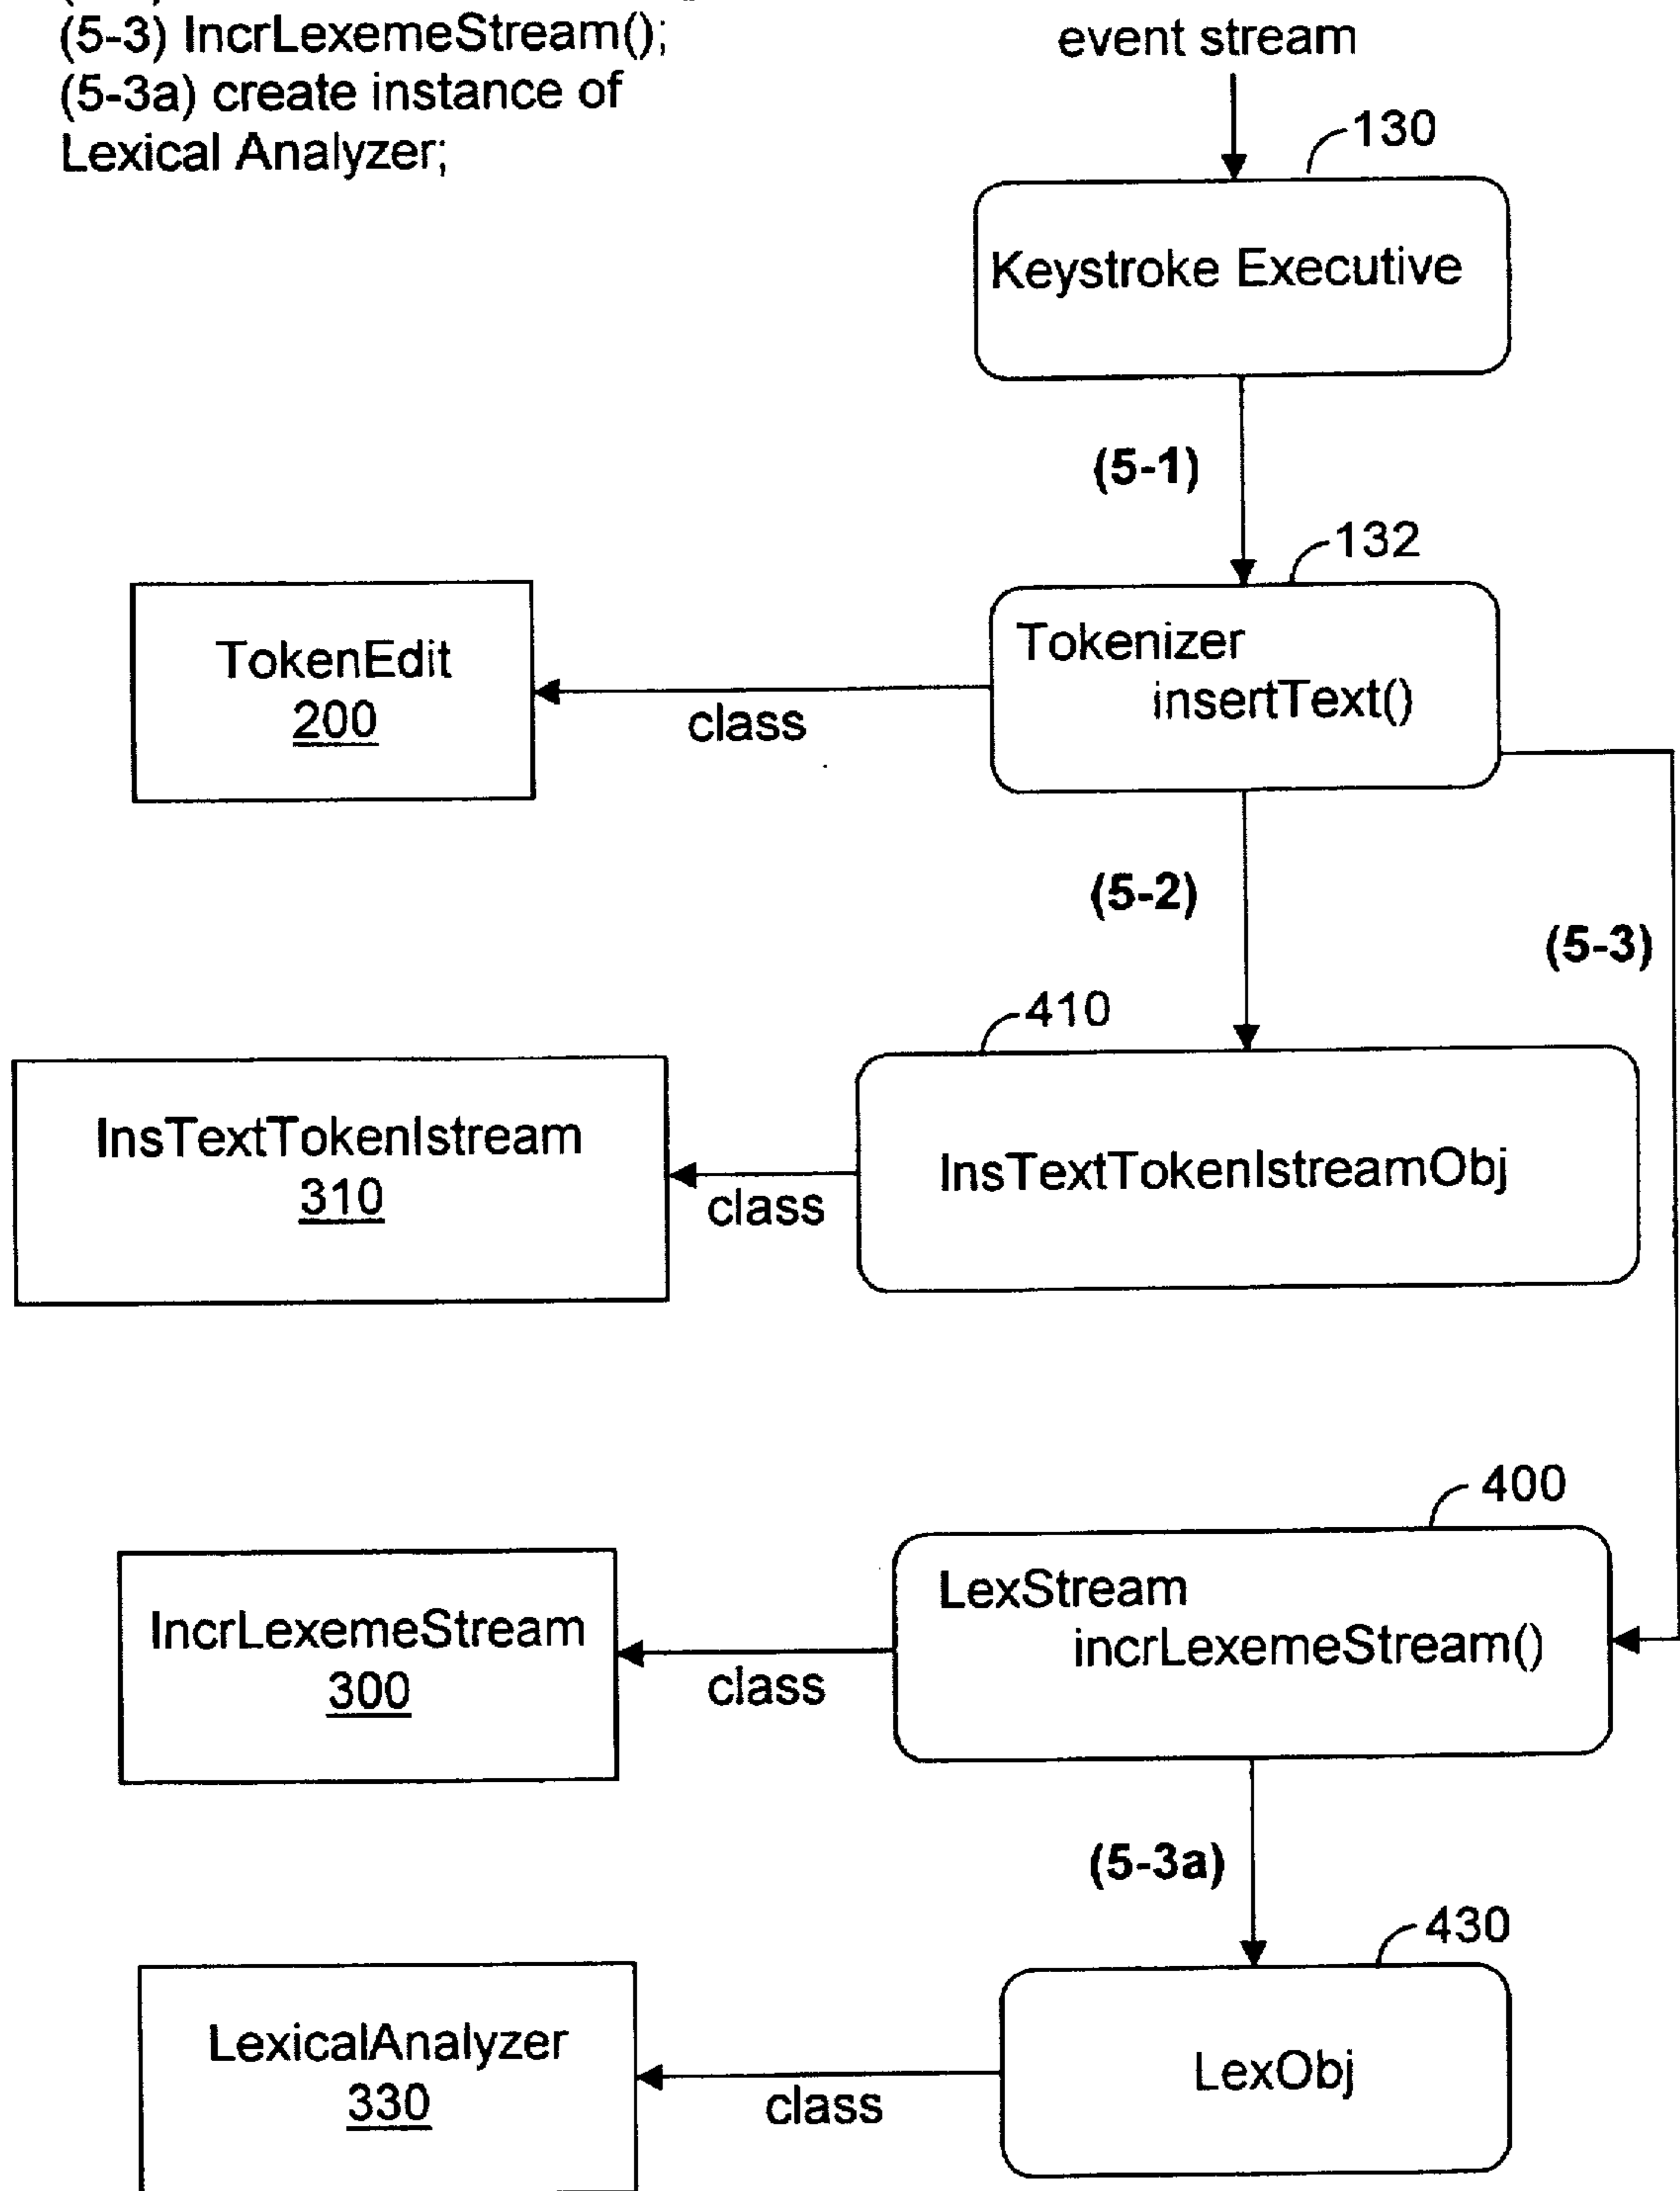 (5-3) IncrLexemeStream();
(5-3a) create instance of
Lexical Analyzer;
event stream
130
Keystroke Executive
(5-1)
132
Tokenizer
insertText()
TokenEdit
200
class
(5-2)
(5-3)
410
InsTextTokenIstreamObj
InsTextTokenIstream
310
class
400
LexStream
incrLexemeStream()
IncrLexemeStream
300
class
(5-3a)
430
LexObj
LexicalAnalyzer
330
class